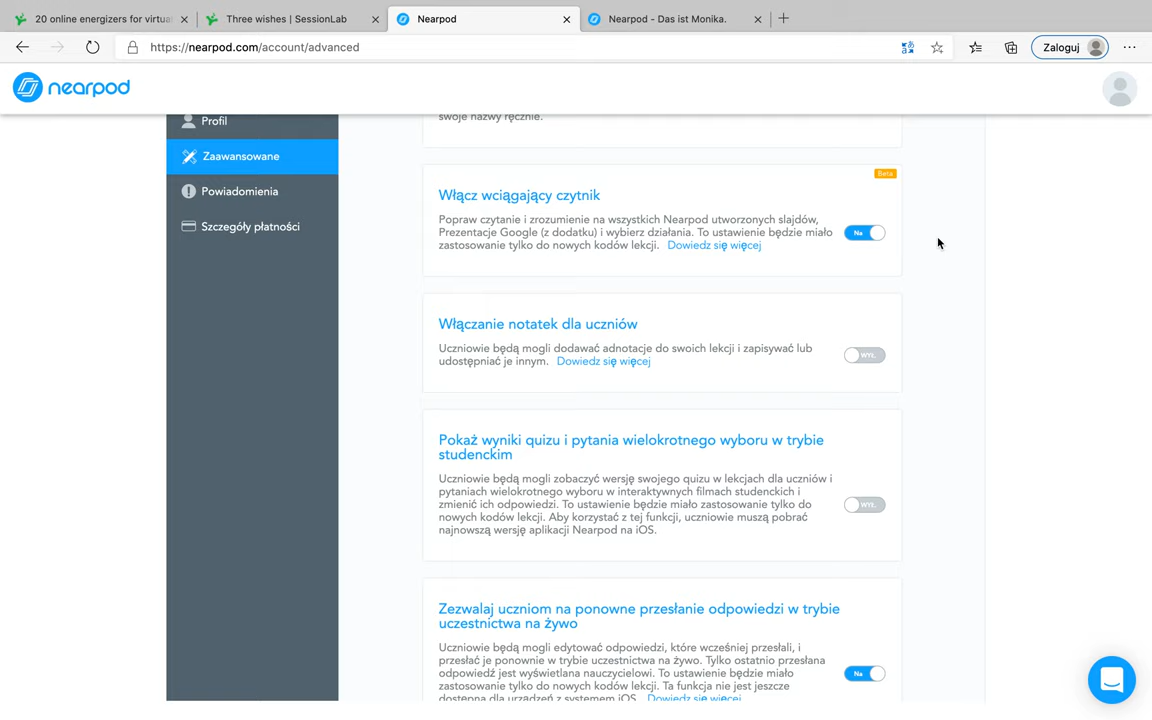 20 online energizers for virtua
Three wishes | SessionLab
Nearpod
Nearpod - Das ist Monika.
https://nearpod.com/account/advanced
Zaloguj
nearpod
swoje nazwy ręcznie.
Profil
Zaawansowane
Powiadomienia
Szczegóły płatności
Beta
Włącz wciągający czytnik
Popraw czytanie i zrozumienie na wszystkich Nearpod utworzonych slajdów,
Prezentacje Google (z dodatku) i wybierz działania. To ustawienie będzie miało
zastosowanie tylko do nowych kodów lekcji. Dowiedz się więcej
Na
Włączanie notatek dla uczniów
Uczniowie będą mogli dodawać adnotacje do swoich lekcji i zapisywać lub
udostępniać je innym. Dowiedz się więcej
WYŁ.
Pokaż wyniki quizu i pytania wielokrotnego wyboru w trybie
studenckim
Uczniowie będą mogli zobaczyć wersję swojego quizu w lekcjach dla uczniów i
pytaniach wielokrotnego wyboru w interaktywnych filmach studenckich i
zmienić ich odpowiedzi. To ustawienie będzie miało zastosowanie tylko do
nowych kodów lekcji. Aby korzystać z tej funkcji, uczniowie muszą pobrać
najnowszą wersję aplikacji Nearpod na iOS.
WYŁ.
Zezwalaj uczniom na ponowne przesłanie odpowiedzi w trybie
uczestnictwa na żywo
Uczniowie będą mogli edytować odpowiedzi, które wcześniej przesłali, i
przesłać je ponownie w trybie uczestnictwa na żywo. Tylko ostatnio przesłana
odpowiedź jest wyświetlana nauczycielowi. To ustawienie będzie miało
zastosowanie tylko do nowych kodów lekcji. Ta funkcja nie jest jeszcze
dostępna dla urządzeń z systemem iOS. Dowiedz się więcej
Na